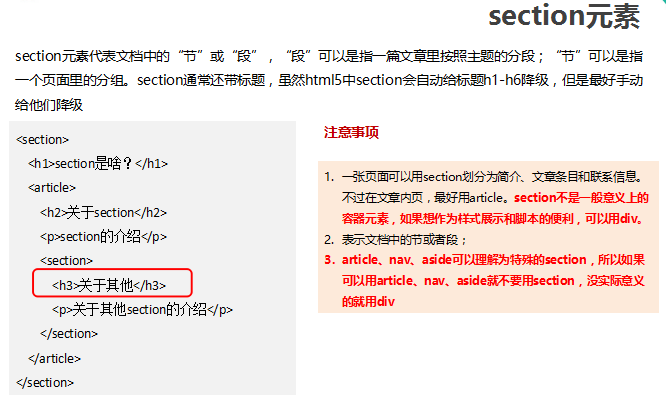 section元素
section元素代表文档中的“节”或“段”，“段”可以是指一篇文章里按照主题的分段；“节”可以是指
一个页面里的分组。section通常还带标题，虽然html5中section会自动给标题h1-h6降级，但是最好手动
给他们降级
<section>
<h1>section是啥？</h1>
<article>
<h2>关于section</h2>
<p>section的介绍</p>
<section>
<h3>关于其他</h3>
<p>关于其他section的介绍</p>
</section>
</article>
</section>
注意事项
1. 一张页面可以用section划分为简介、文章条目和联系信息。
不过在文章内页，最好用article。section不是一般意义上的
容器元素，如果想作为样式展示和脚本的便利，可以用div。
2. 表示文档中的节或者段；
3. article、nav、aside可以理解为特殊的section，所以如果
可以用article、nav、aside就不要用section，没实际意义
的就用div